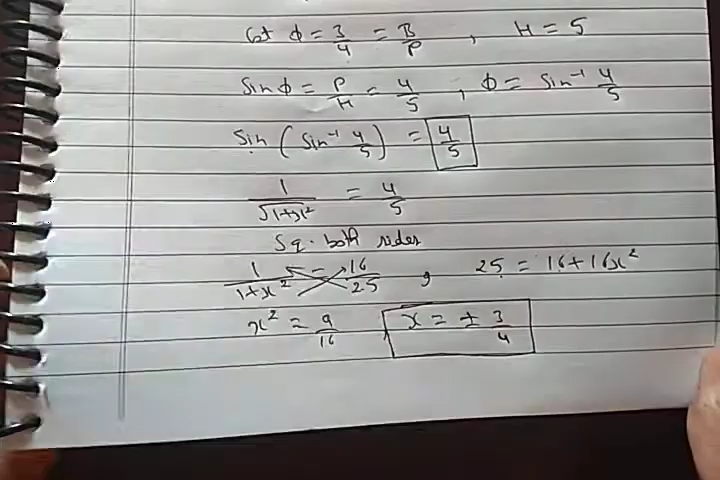 Cot ϕ = 3/4 = B/P , H = 5
Sin ϕ = P/H = 4/5 , ϕ = Sin⁻¹ 4/5
Sin (Sin⁻¹ 4/5) = 4/5
1/√1+x² = 4/5
Sq. both sides
1/1+x² = 16/25 , 25 = 16+16x²
x² = 9/16 x = ± 3/4